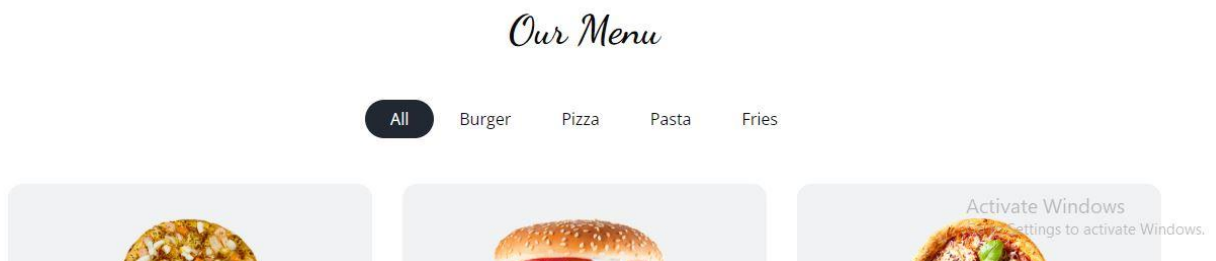 Our Menu
All Burger Pizza Pasta Fries
Activate Windows
Settings to activate Windows.